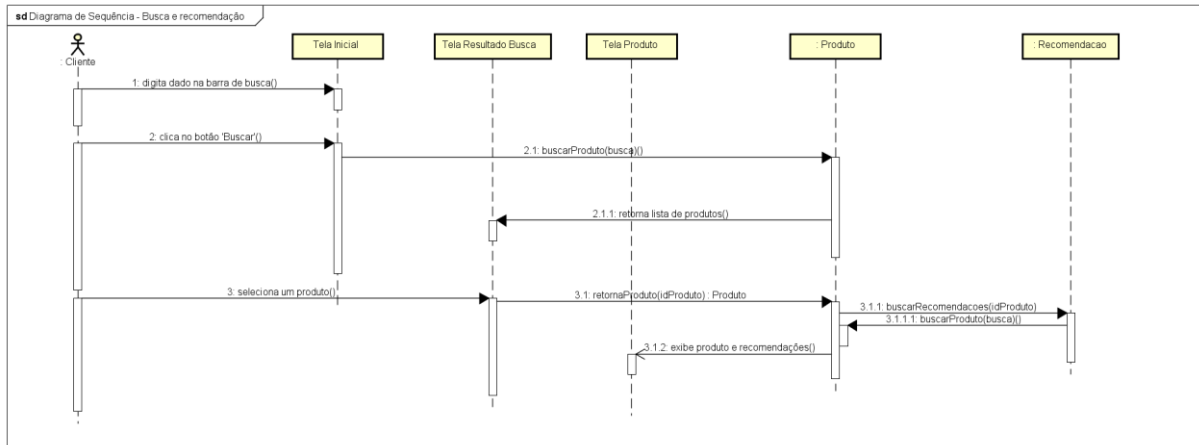 sd Diagrama de Sequência - Busca e recomendação
: Cliente
Tela Inicial
Tela Resultado Busca
Tela Produto
: Produto
: Recomendacao
1: digita dado na barra de busca()
2: clica no botão 'Buscar'()
2.1: buscarProduto(busca)()
2.1.1: retorna lista de produtos()
3: seleciona um produto()
3.1: retornaProduto(idProduto) : Produto
3.1.1: buscarRecomendacoes(idProduto)
3.1.1.1: buscarProduto(busca)()
3.1.2: exibe produto e recomendações()